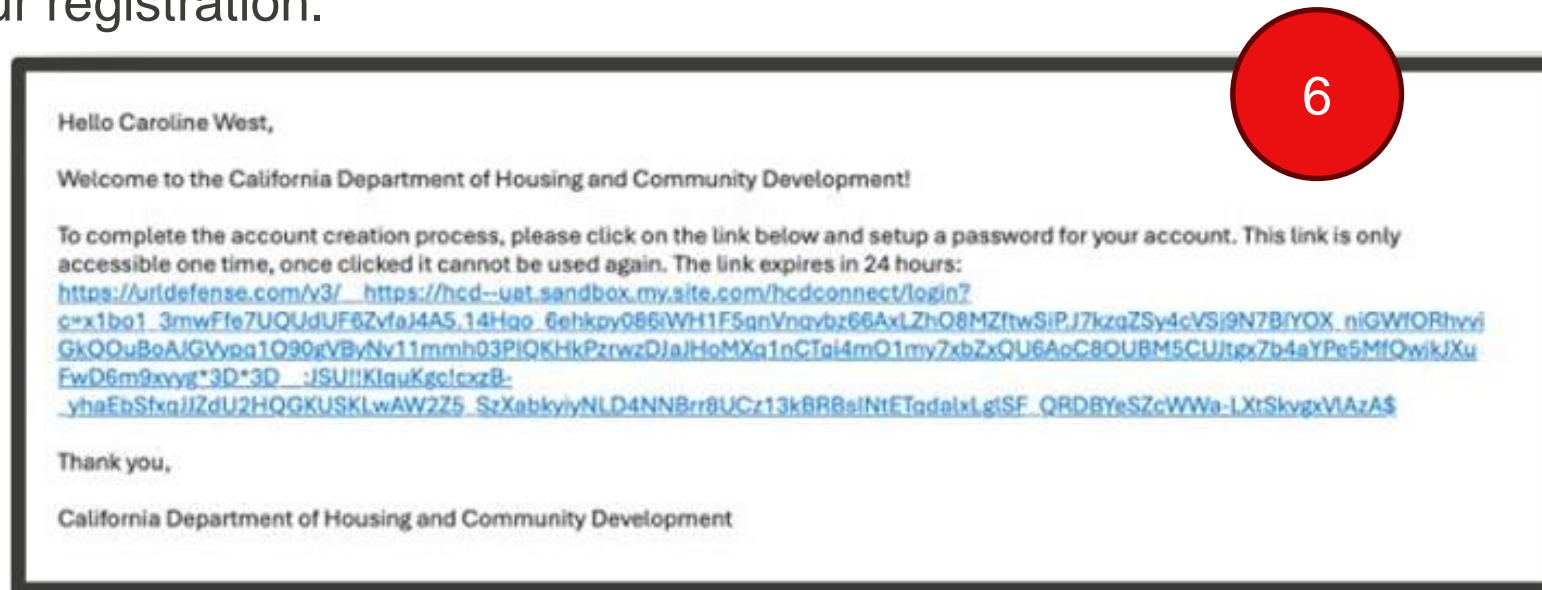 ur registration.
6
Hello Caroline West,
Welcome to the California Department of Housing and Community Development!
To complete the account creation process, please click on the link below and setup a password for your account. This link is only
accessible one time, once clicked it cannot be used again. The link expires in 24 hours:
https://urldefense.com/v3/__https://hcd--uat.sandbox.my.site.com/hcdconnect/login?
Thank you,
California Department of Housing and Community Development